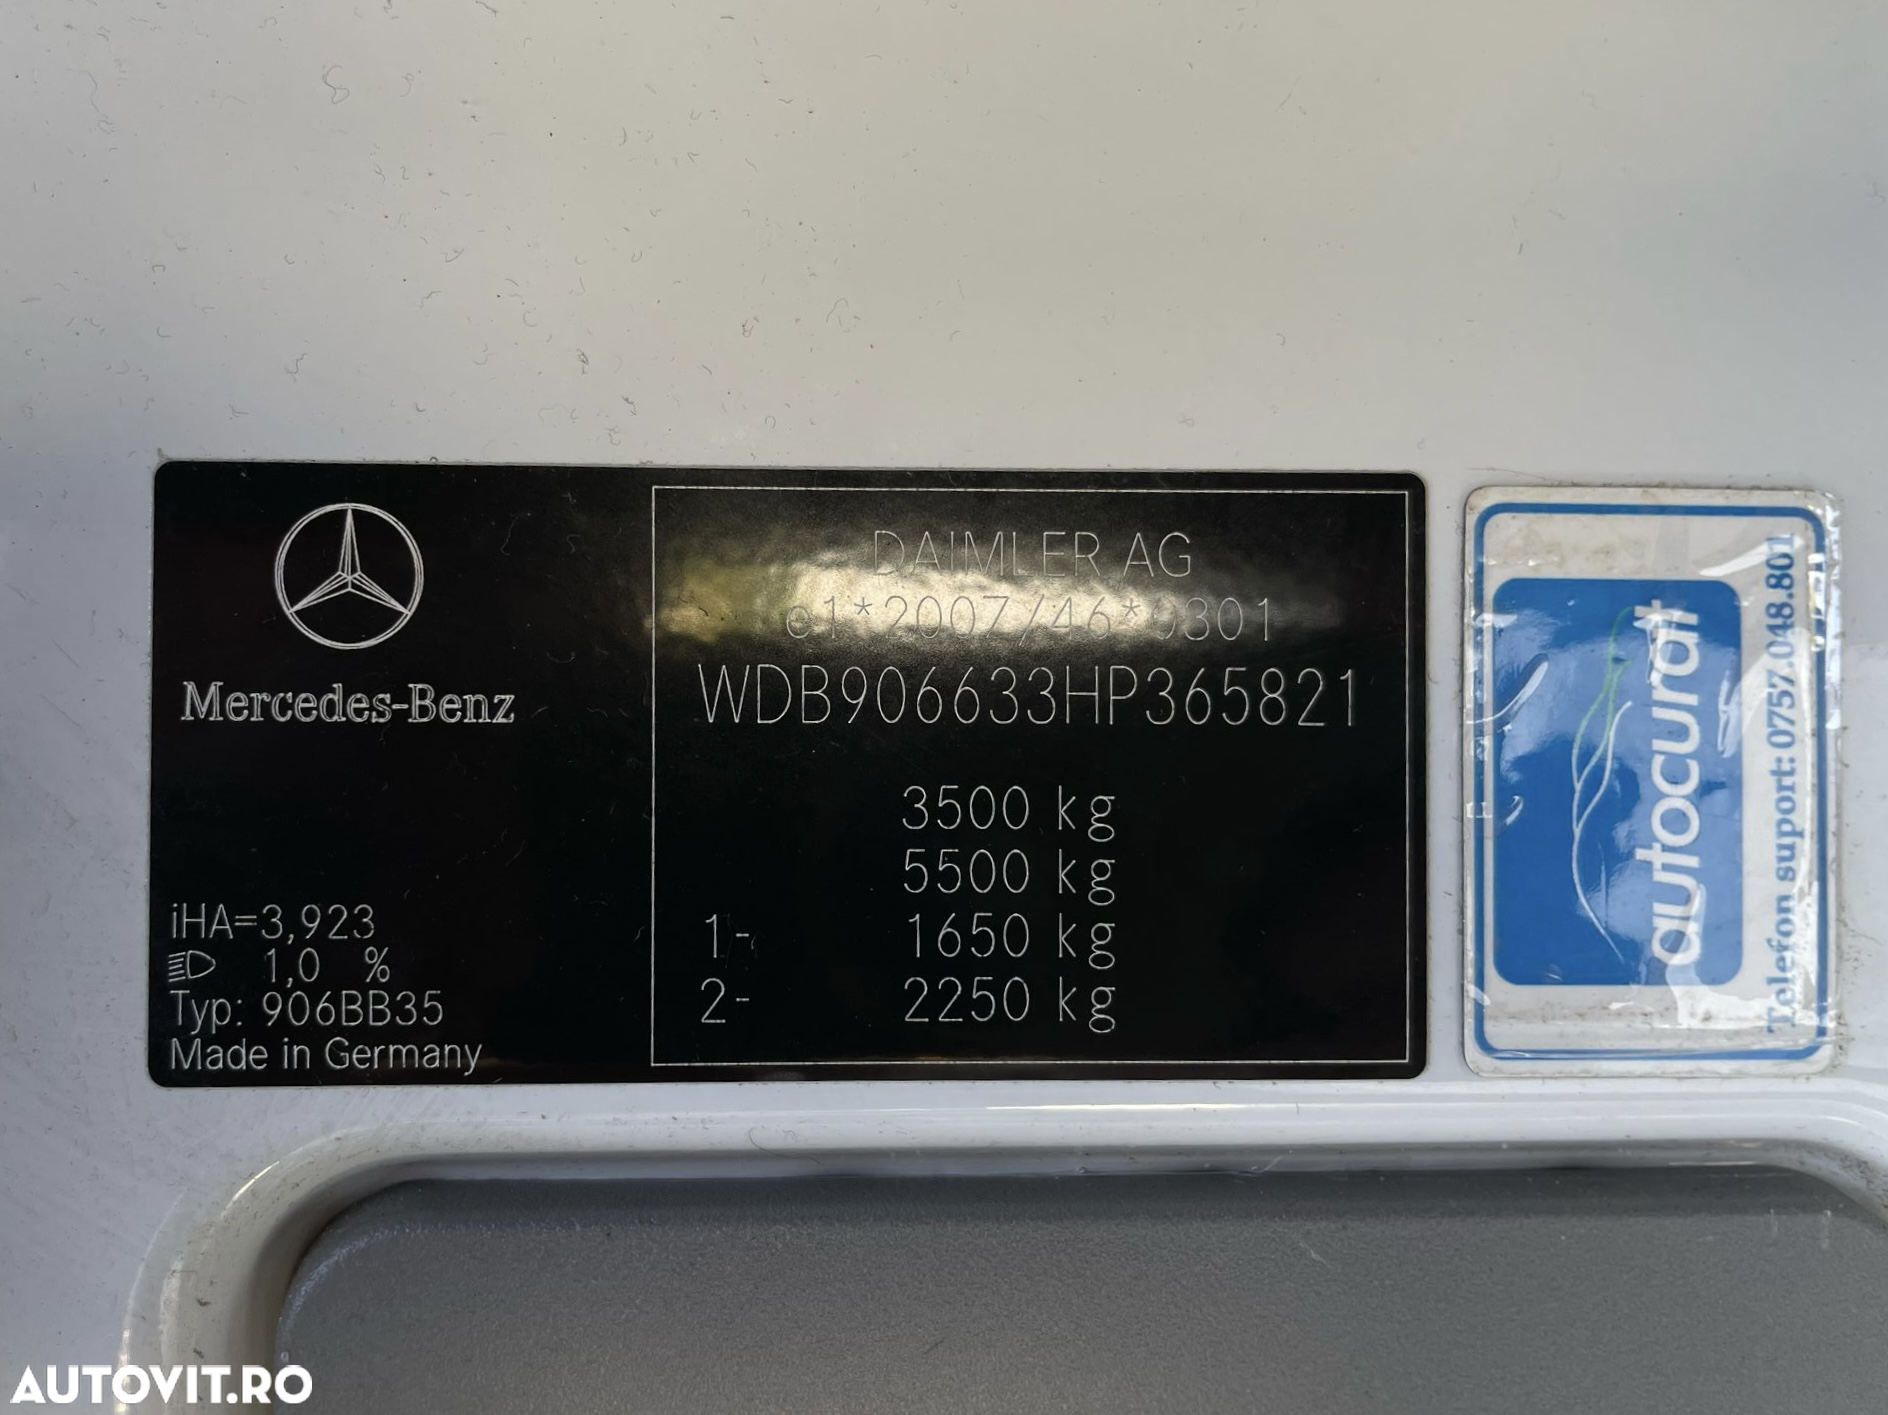 Mercedes-Benz
iHA=3,923
1,0 %
Typ: 906BB35
Made in Germany
DAIMLER AG
e1*2007/46*0301
WDB906633HP365821
3500 kg
5500 kg
1- 1650 kg
2- 2250 kg
autocurat
Telefon suport: 0757.048.801
AUTOVIT.RO